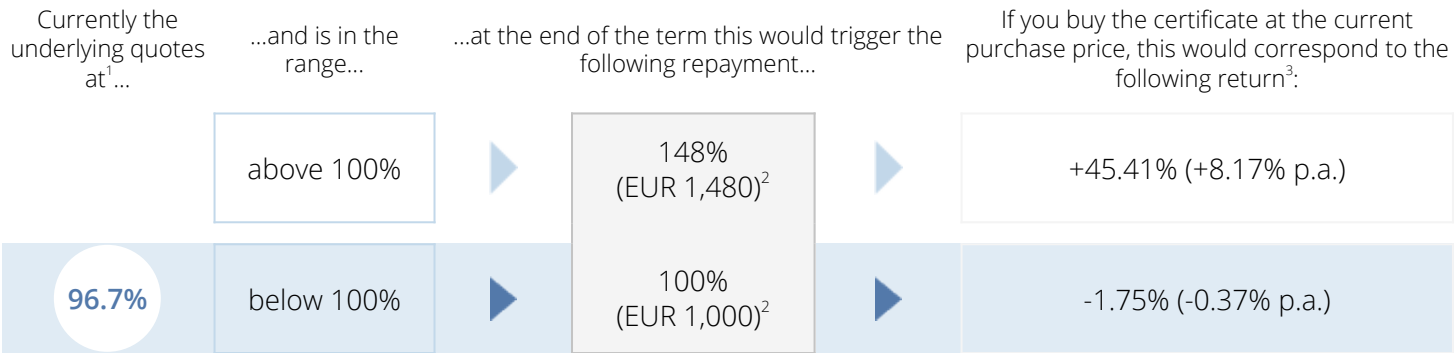 Currently the
underlying quotes
at¹...
...and is in the
range...
...at the end of the term this would trigger the
following repayment...
If you buy the certificate at the current
purchase price, this would correspond to the
following return³:
above 100%
148%
(EUR 1,480)²
+45.41% (+8.17% p.a.)
96.7%
below 100%
100%
(EUR 1,000)²
-1.75% (-0.37% p.a.)